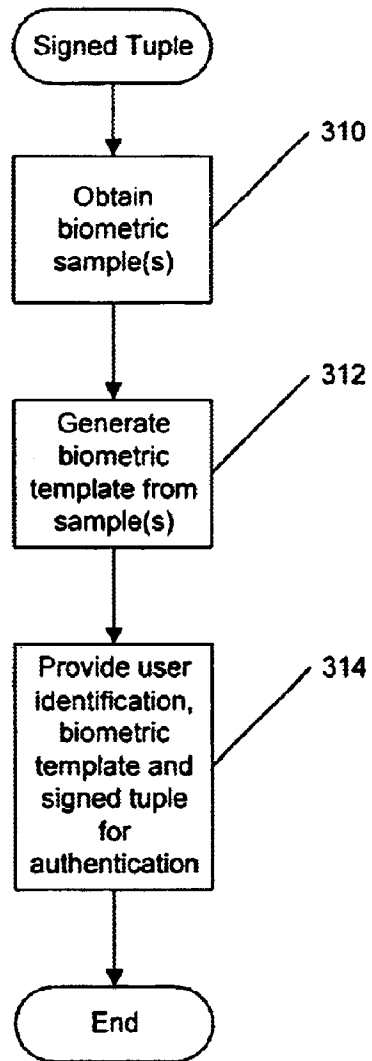 Signed Tuple
310
Obtain
biometric
sample(s)
312
Generate
biometric
template from
sample(s)
314
Provide user
identification,
biometric
template and
signed tuple
for
authentication
End